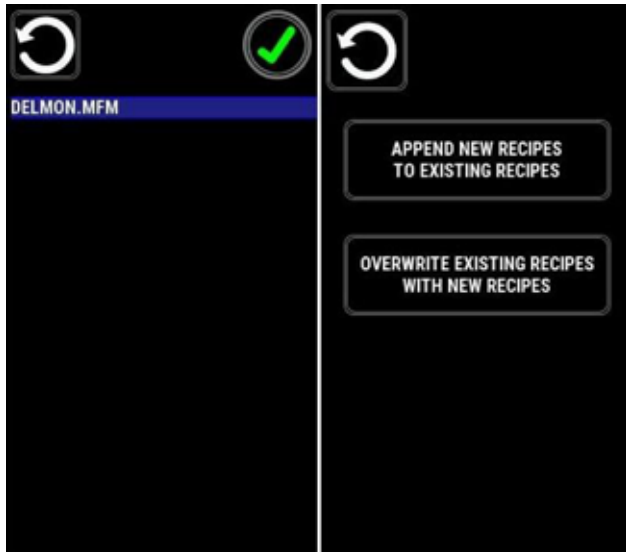 DELMON.MFM
APPEND NEW RECIPES
TO EXISTING RECIPES
OVERWRITE EXISTING RECIPES
WITH NEW RECIPES